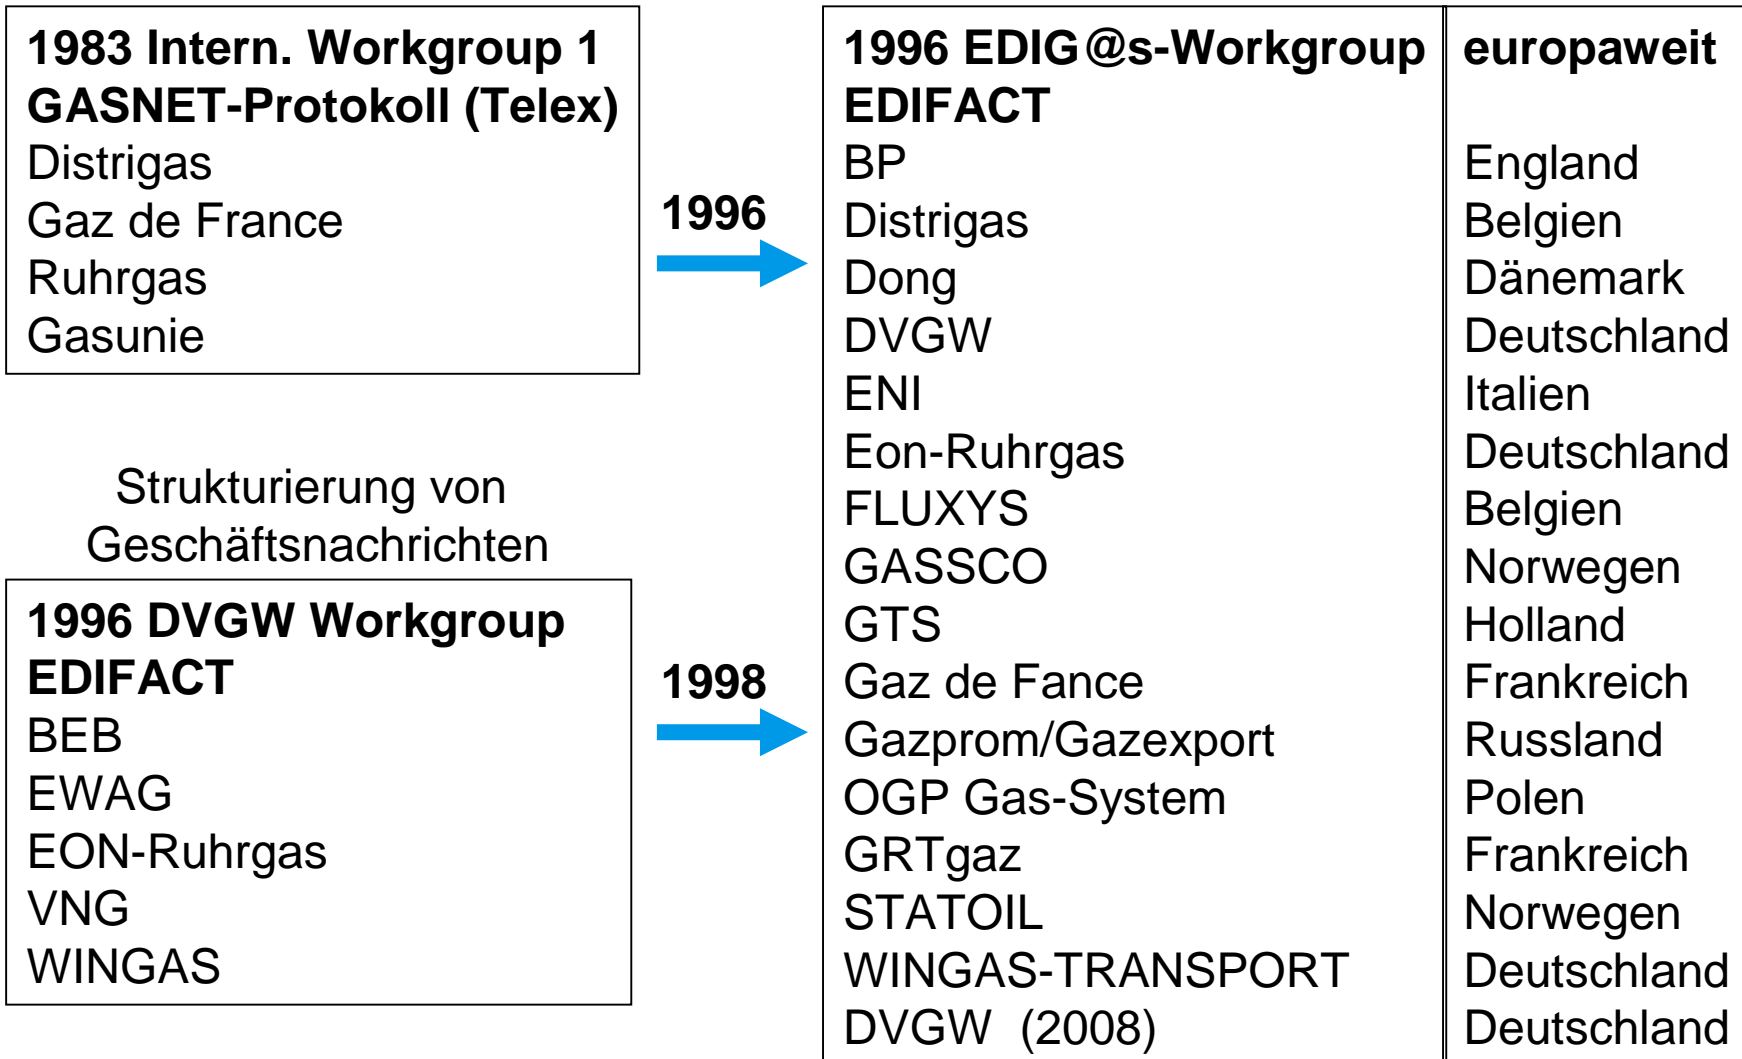 1983 Intern. Workgroup 1
GASNET-Protokoll (Telex)
Distrigas
Gaz de France
Ruhrgas
Gasunie
Strukturierung von
Geschäftsnachrichten
1996 DVGW Workgroup
EDIFACT
BEB
EWAG
EON-Ruhrgas
VNG
WINGAS
1996
1998
1996 EDIG@s-Workgroup europaweit
EDIFACT
BP England
Distrigas Belgien
Dong Dänemark
DVGW Deutschland
ENI Italien
Eon-Ruhrgas Deutschland
FLUXYS Belgien
GASSCO Norwegen
GTS Holland
Gaz de Fance Frankreich
Gazprom/Gazexport Russland
OGP Gas-System Polen
GRTgaz Frankreich
STATOIL Norwegen
WINGAS-TRANSPORT Deutschland
DVGW (2008) Deutschland